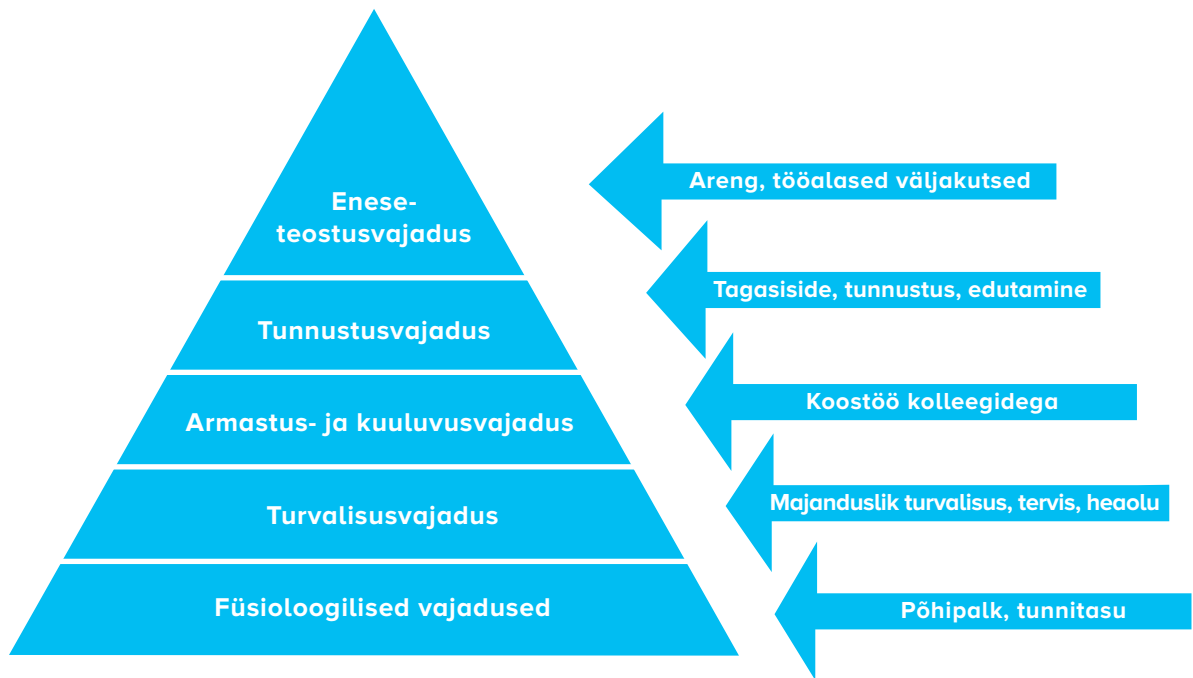 Enese-
teostusvajadus
Areng, tööalased väljakutsed
Tunnustusvajadus
Tagasiside, tunnustus, edutamine
Armastus- ja kuuluvusvajadus
Koostöö kolleegidega
Turvalisusvajadus
Majanduslik turvalisus, tervis, heaolu
Füsioloogilised vajadused
Põhipalk, tunnitasu